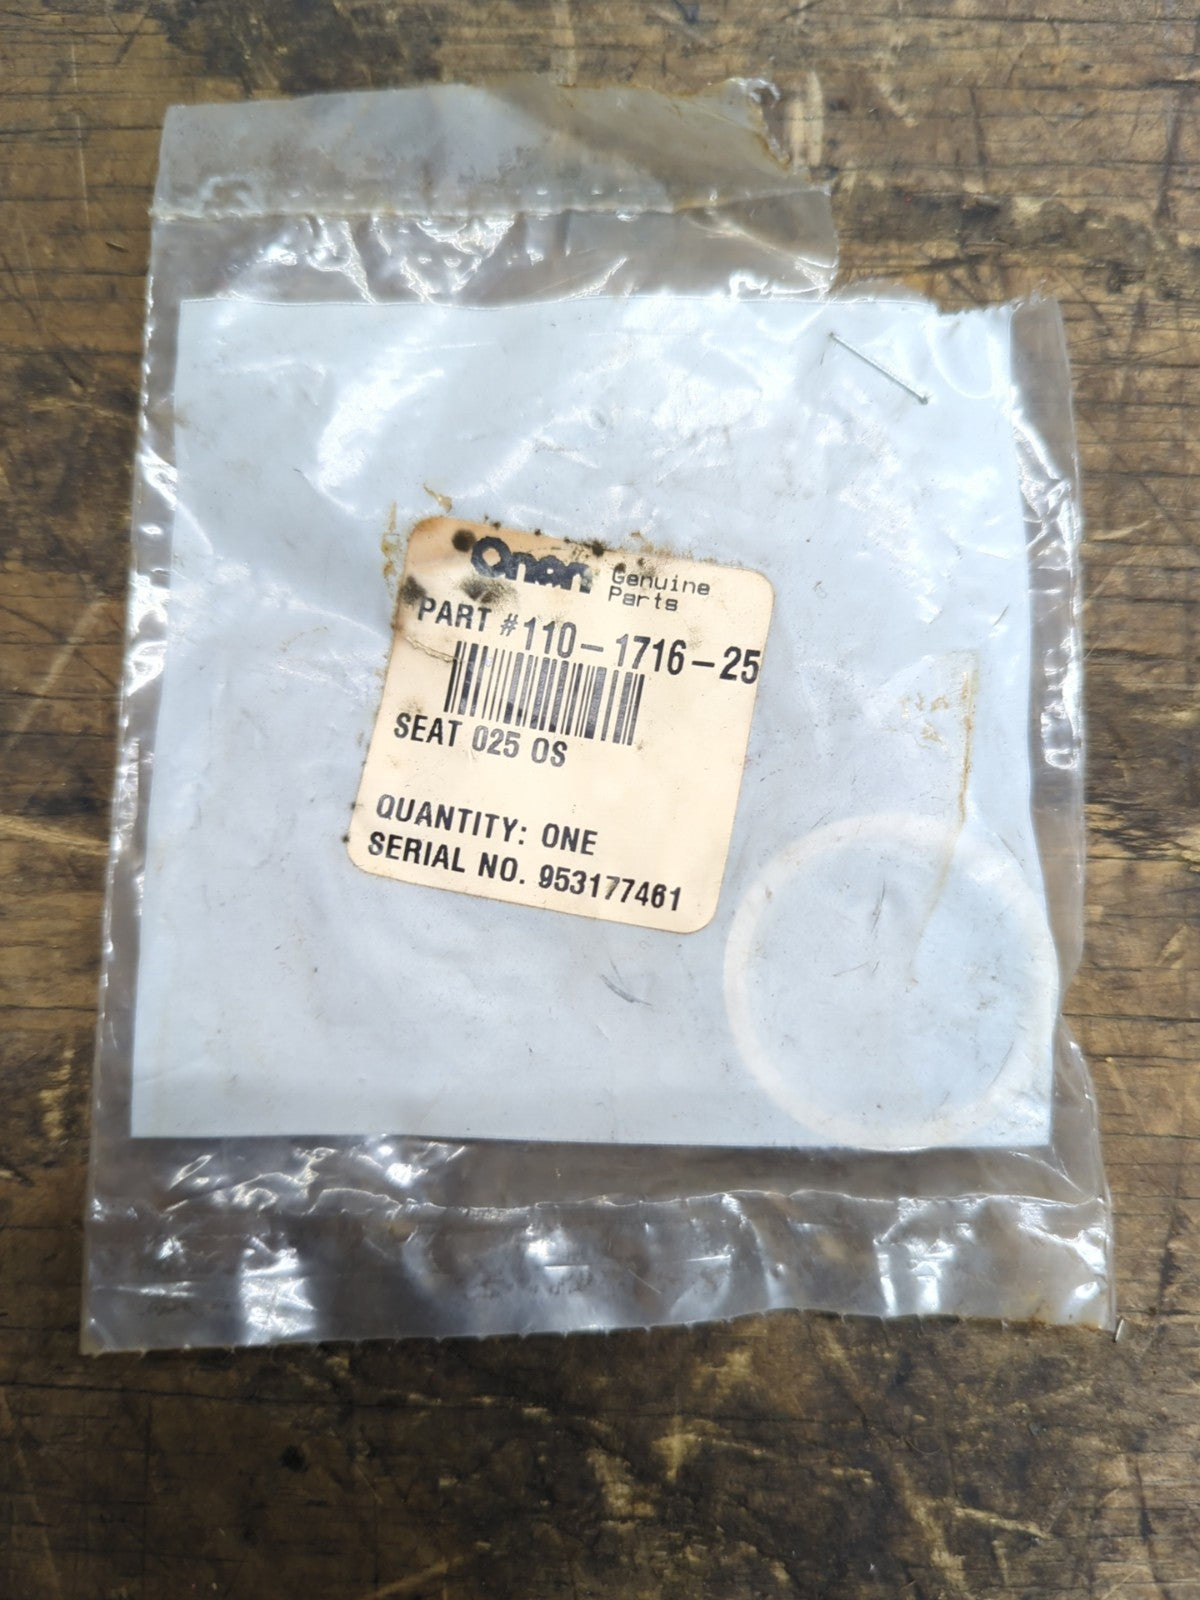 Onan Genuine
Parts
PART #110-1716-25
SEAT 025 OS
QUANTITY: ONE
SERIAL NO. 953177461